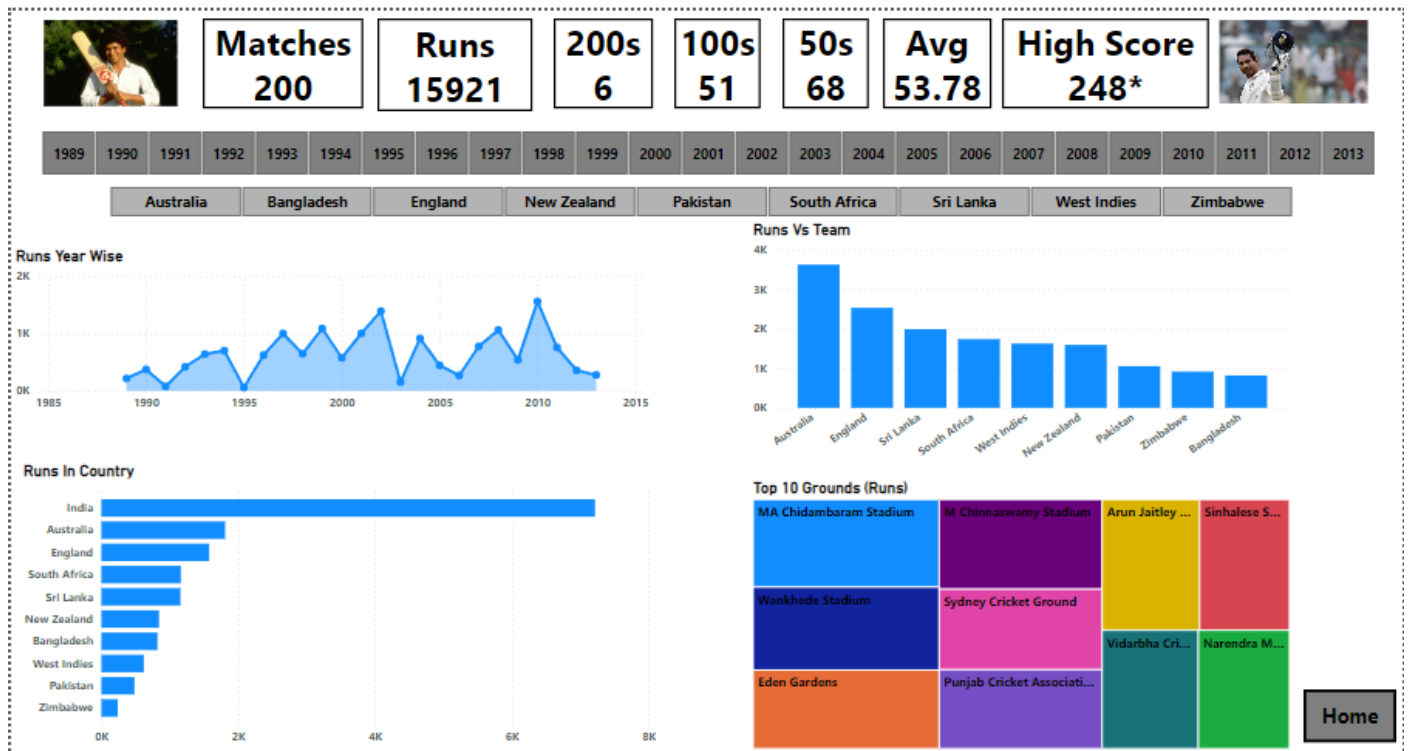 Matches
200
Runs
15921
200s
6
100s
51
50s
68
Avg
53.78
High Score
248*
1989 1990 1991 1992 1993 1994 1995 1996 1997 1998 1999 2000 2001 2002 2003 2004 2005 2006 2007 2008 2009 2010 2011 2012 2013
Australia Bangladesh England New Zealand Pakistan South Africa Sri Lanka West Indies Zimbabwe
Runs Year Wise
2K
1K
0K
1985 1990 1995 2000 2005 2010 2015
Runs Vs Team
4K
3K
2K
1K
0K
Australia England Sri Lanka South Africa West Indies New Zealand Pakistan Zimbabwe Bangladesh
Runs In Country
India
Australia
England
South Africa
Sri Lanka
New Zealand
Bangladesh
West Indies
Pakistan
Zimbabwe
0K 2K 4K 6K 8K
Top 10 Grounds (Runs)
MA Chidambaram Stadium
Wankhede Stadium
Eden Gardens
M Chinnaswamy Stadium
Sydney Cricket Ground
Punjab Cricket Associati...
Arun Jaitley ...
Sinhalese S...
Vidarbha Cri...
Narendra M...
Home